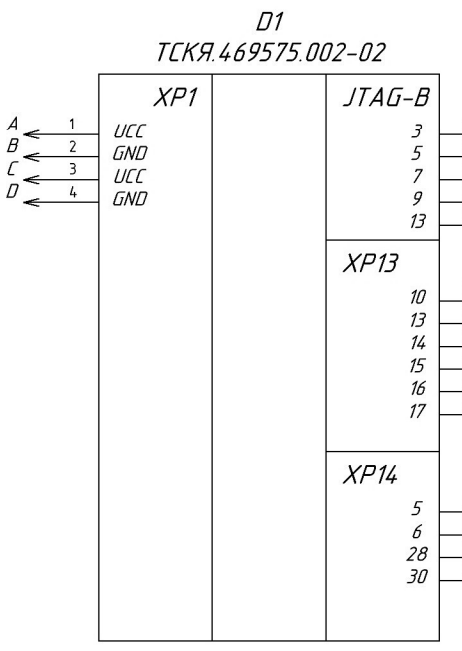 D1
ТСКЯ.469575.002-02
XP1
JTAG-B
A 1 UCC
B 2 GND
C 3 UCC
D 4 GND
3
5
7
9
13
XP13
10
13
14
15
16
17
XP14
5
6
28
30